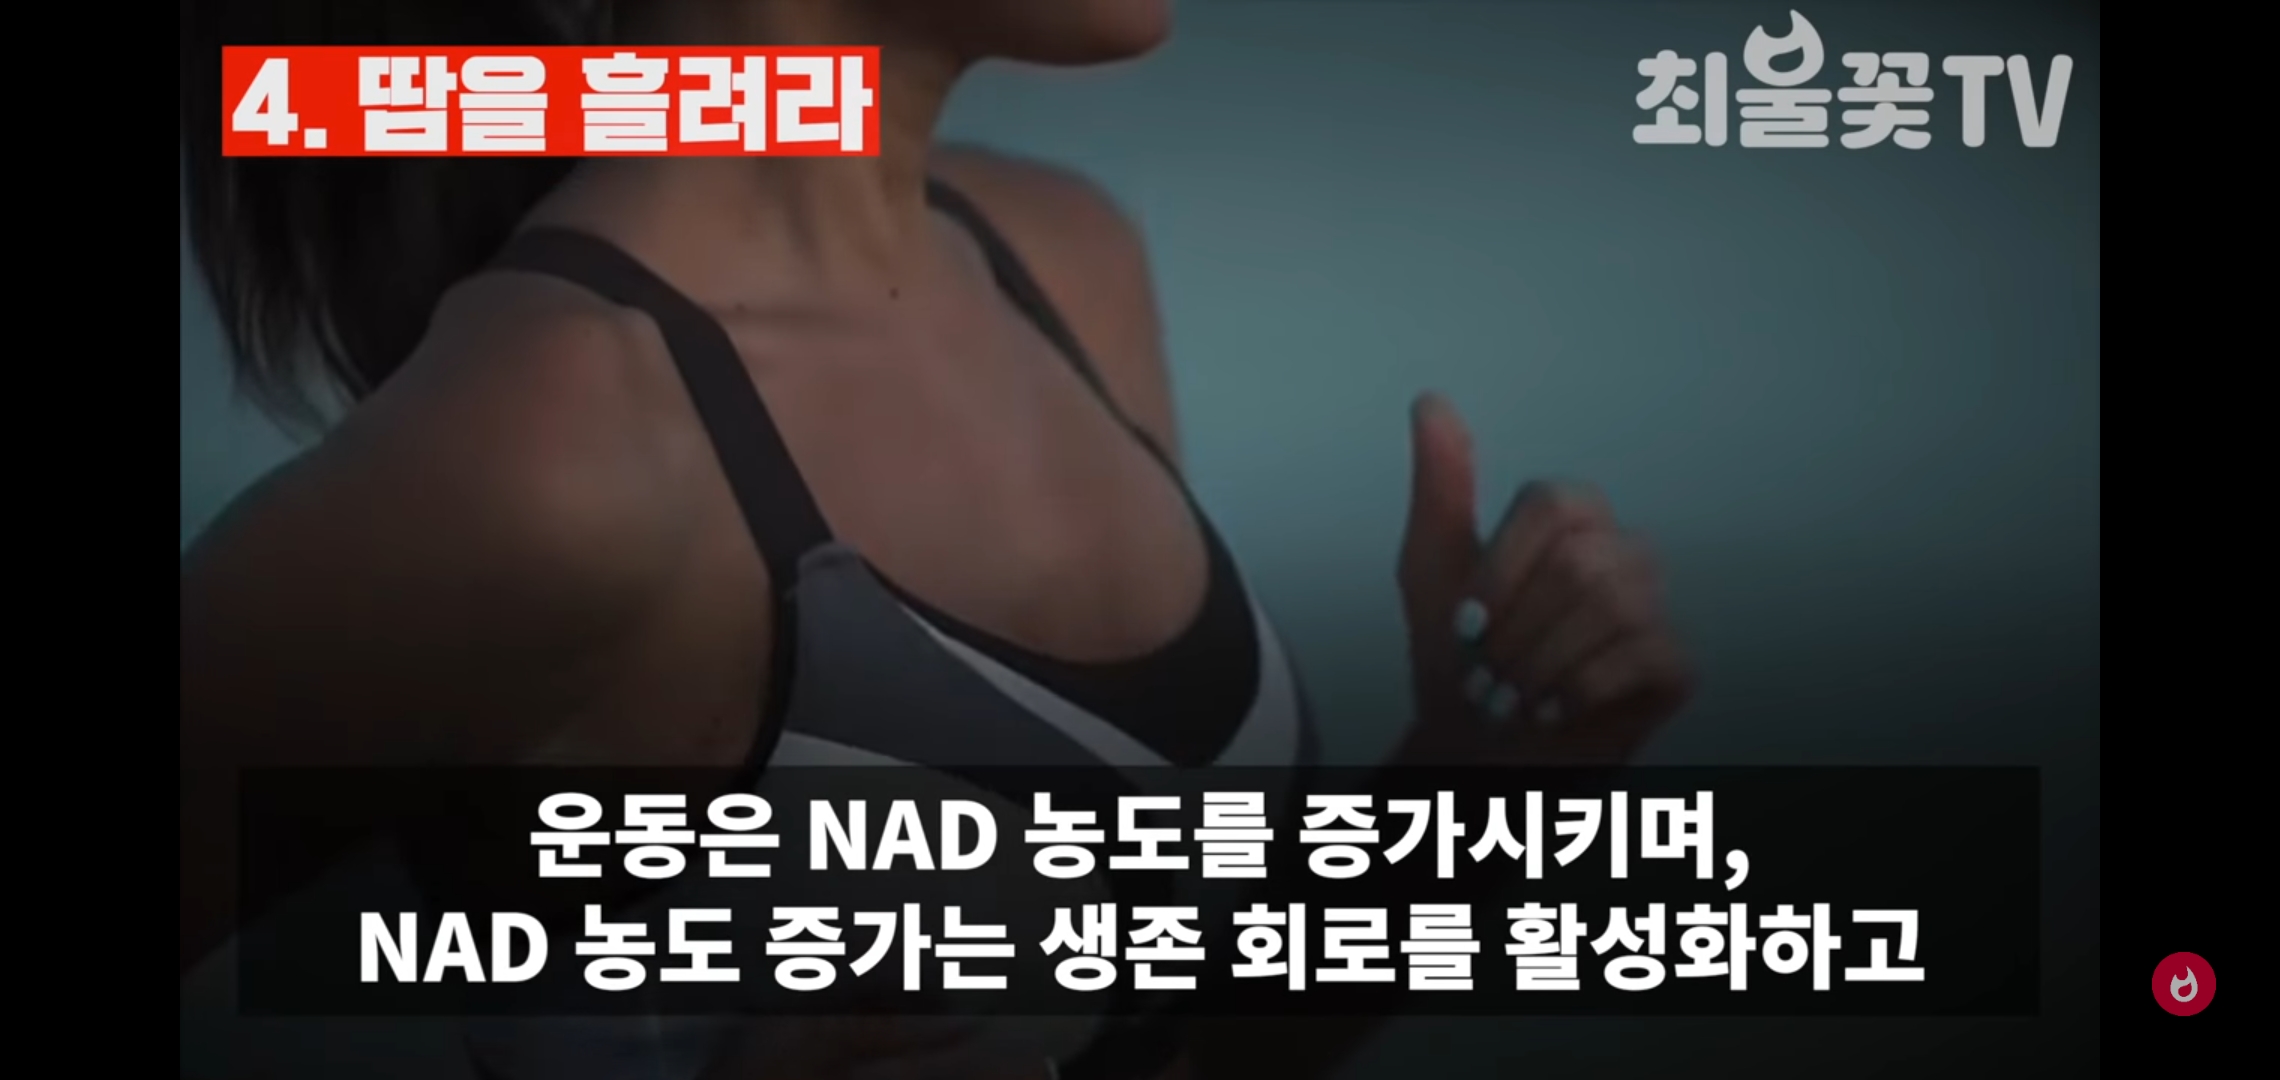 4. 땁을 흘려라
최울꽃TV
운동은 NAD 농도를 증가시키며,
NAD 농도 증가는 생존 회로를 활성화하고